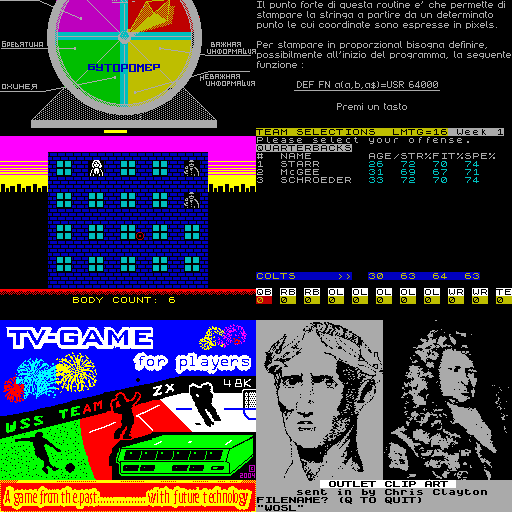 БРЕДЯТИНА
ВАЖНАЯ
ИНФОРМАЦИЯ
БУТОРОМЕР
НЕВАЖНАЯ
ИНФОРМАЦИЯ
ОХИНЕЯ
Il punto forte di questa routine e' che permette di
stampare la stringa a partire da un determinato
punto le cui coordinate sono espresse in pixels.
Per stampare in proporzional bisogna definire,
possibilmente all'inizio del programma, la seguente
funzione :
DEF FN a(a,b,a$)=USR 64000
Premi un tasto
BODY COUNT: 6
TEAM SELECTIONS LMTG=16 Week 1
Please select your offense.
QUARTERBACKS
# NAME AGE/STR%FIT%SPE%
1 STARR 26 72 70 74
2 McGEE 31 69 67 71
3 SCHROEDER 33 72 70 74
COLTS >> 30 63 64 63
QB RB RB OL OL OL OL OL WR WR TE
0 0 0 0 0 0 0 0 0 0 0
TV-GAME
for players
ZX 48K
WSS TEAM
© 2004
A game from the past............... with future technology
OUTLET CLIP ART
sent in by Chris Clayton
FILENAME? (Q TO QUIT)
"WOSL"